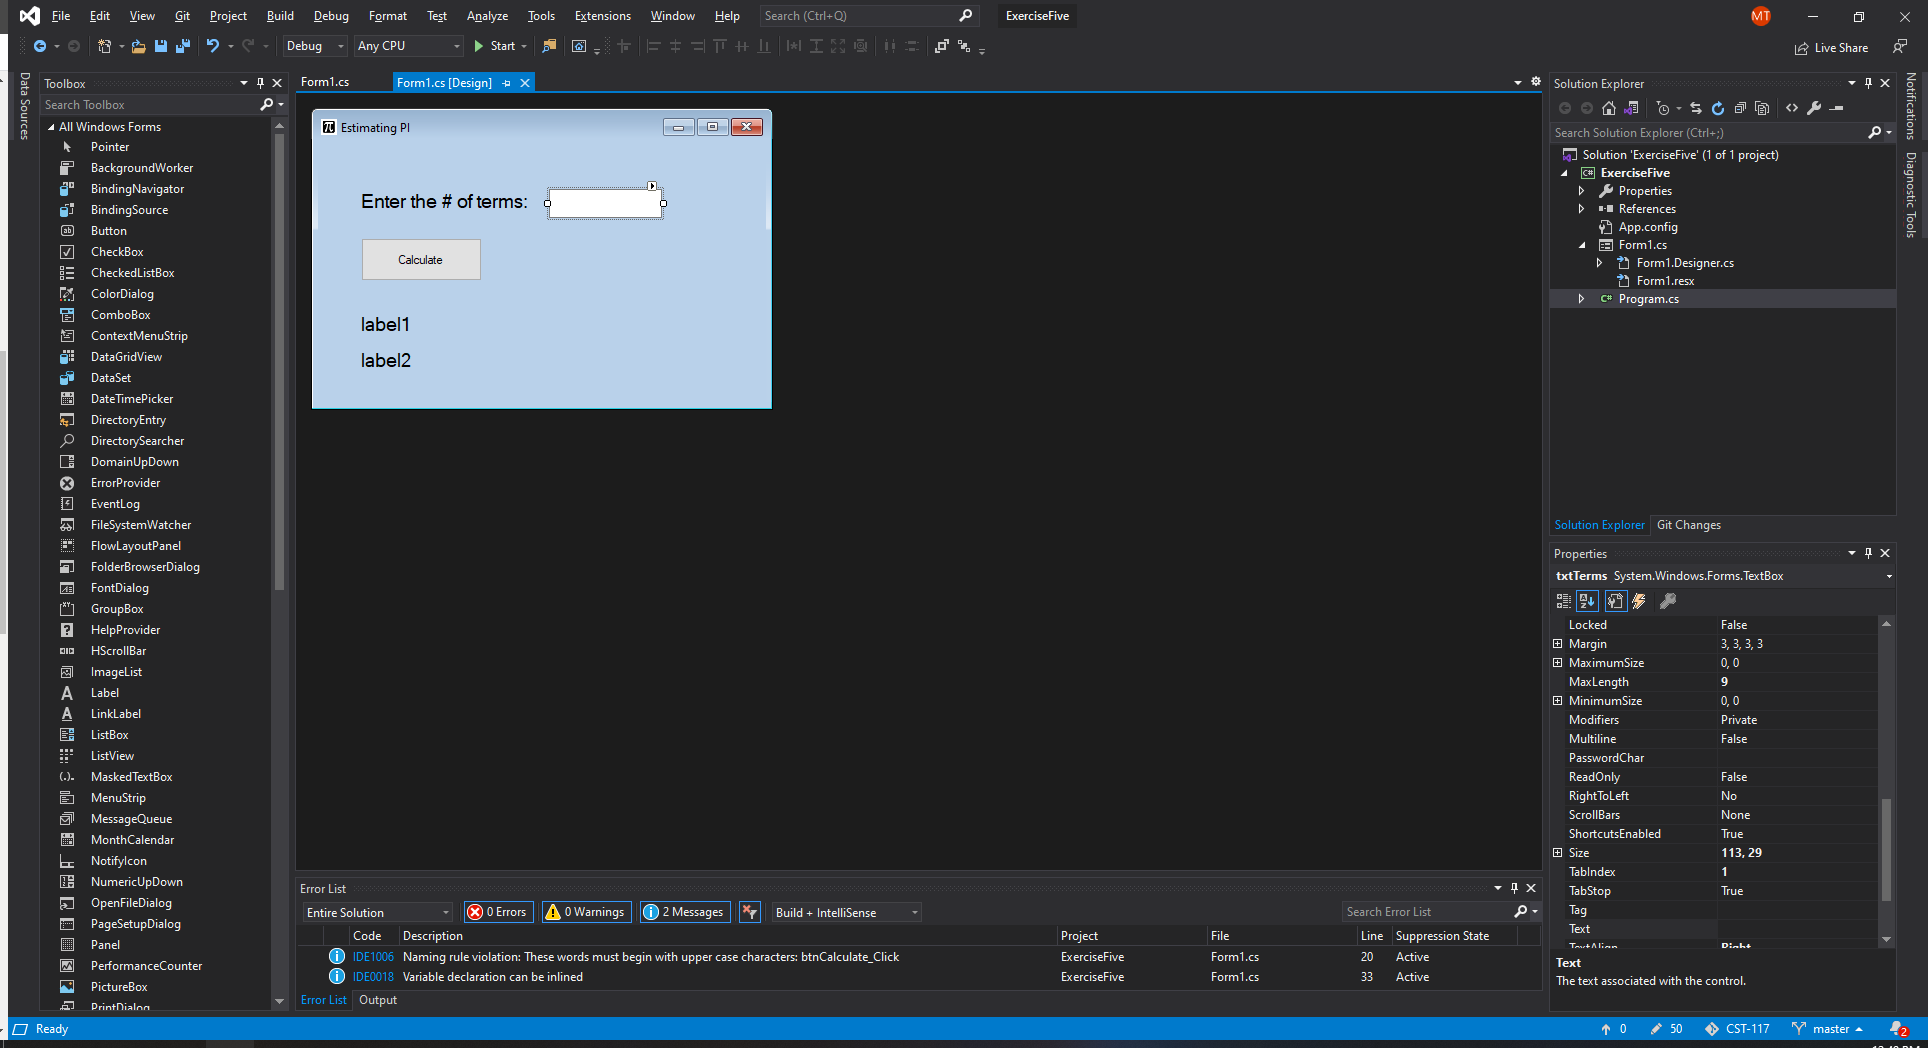 File Edit View Git Project Build Debug Format Test Analyze Tools Extensions Window Help Search (Ctrl+Q) ExerciseFive MT
Debug Any CPU Start Live Share
Data Sources
Toolbox
Search Toolbox
All Windows Forms
Pointer
BackgroundWorker
BindingNavigator
BindingSource
Button
CheckBox
CheckedListBox
ColorDialog
ComboBox
ContextMenuStrip
DataGridView
DataSet
DateTimePicker
DirectoryEntry
DirectorySearcher
DomainUpDown
ErrorProvider
EventLog
FileSystemWatcher
FlowLayoutPanel
FolderBrowserDialog
FontDialog
GroupBox
HelpProvider
HScrollBar
ImageList
Label
LinkLabel
ListBox
ListView
MaskedTextBox
MenuStrip
MessageQueue
MonthCalendar
NotifyIcon
NumericUpDown
OpenFileDialog
PageSetupDialog
Panel
PerformanceCounter
PictureBox
PrintDialog
Form1.cs Form1.cs [Design]
Estimating PI
Enter the # of terms:
Calculate
label1
label2
Error List
Entire Solution 0 Errors 0 Warnings 2 Messages Build + IntelliSense Search Error List
Code Description Project File Line Suppression State
IDE1006 Naming rule violation: These words must begin with upper case characters: btnCalculate_Click ExerciseFive Form1.cs 20 Active
IDE0018 Variable declaration can be inlined ExerciseFive Form1.cs 33 Active
Error List Output
Solution Explorer
Search Solution Explorer (Ctrl+;)
Solution 'ExerciseFive' (1 of 1 project)
C# ExerciseFive
Properties
References
App.config
Form1.cs
Form1.Designer.cs
Form1.resx
C# Program.cs
Solution Explorer Git Changes
Properties
txtTerms System.Windows.Forms.TextBox
Locked False
Margin 3, 3, 3, 3
MaximumSize 0, 0
MaxLength 9
MinimumSize 0, 0
Modifiers Private
Multiline False
PasswordChar
ReadOnly False
RightToLeft No
ScrollBars None
ShortcutsEnabled True
Size 113, 29
TabIndex 1
TabStop True
Tag
Text
TextAlign Right
Text
The text associated with the control.
Notifications
Diagnostic Tools
Ready 0 50 CST-117 master 2